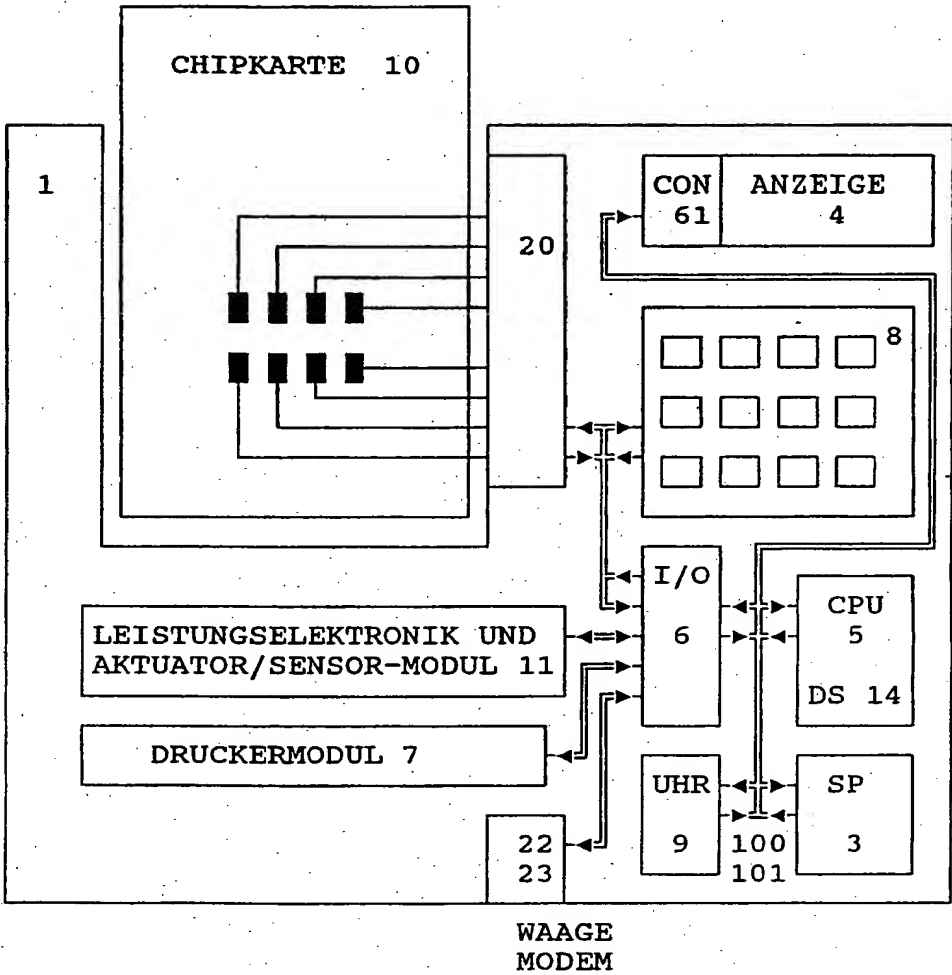 CHIPKARTE 10
1
CON ANZEIGE
61 4
20
8
I/O
6
CPU
5
DS 14
LEISTUNGSELEKTRONIK UND
AKTUATOR/SENSOR-MODUL 11
DRUCKERMODUL 7
UHR
9
SP
3
100
101
22
23
WAAGE
MODEM